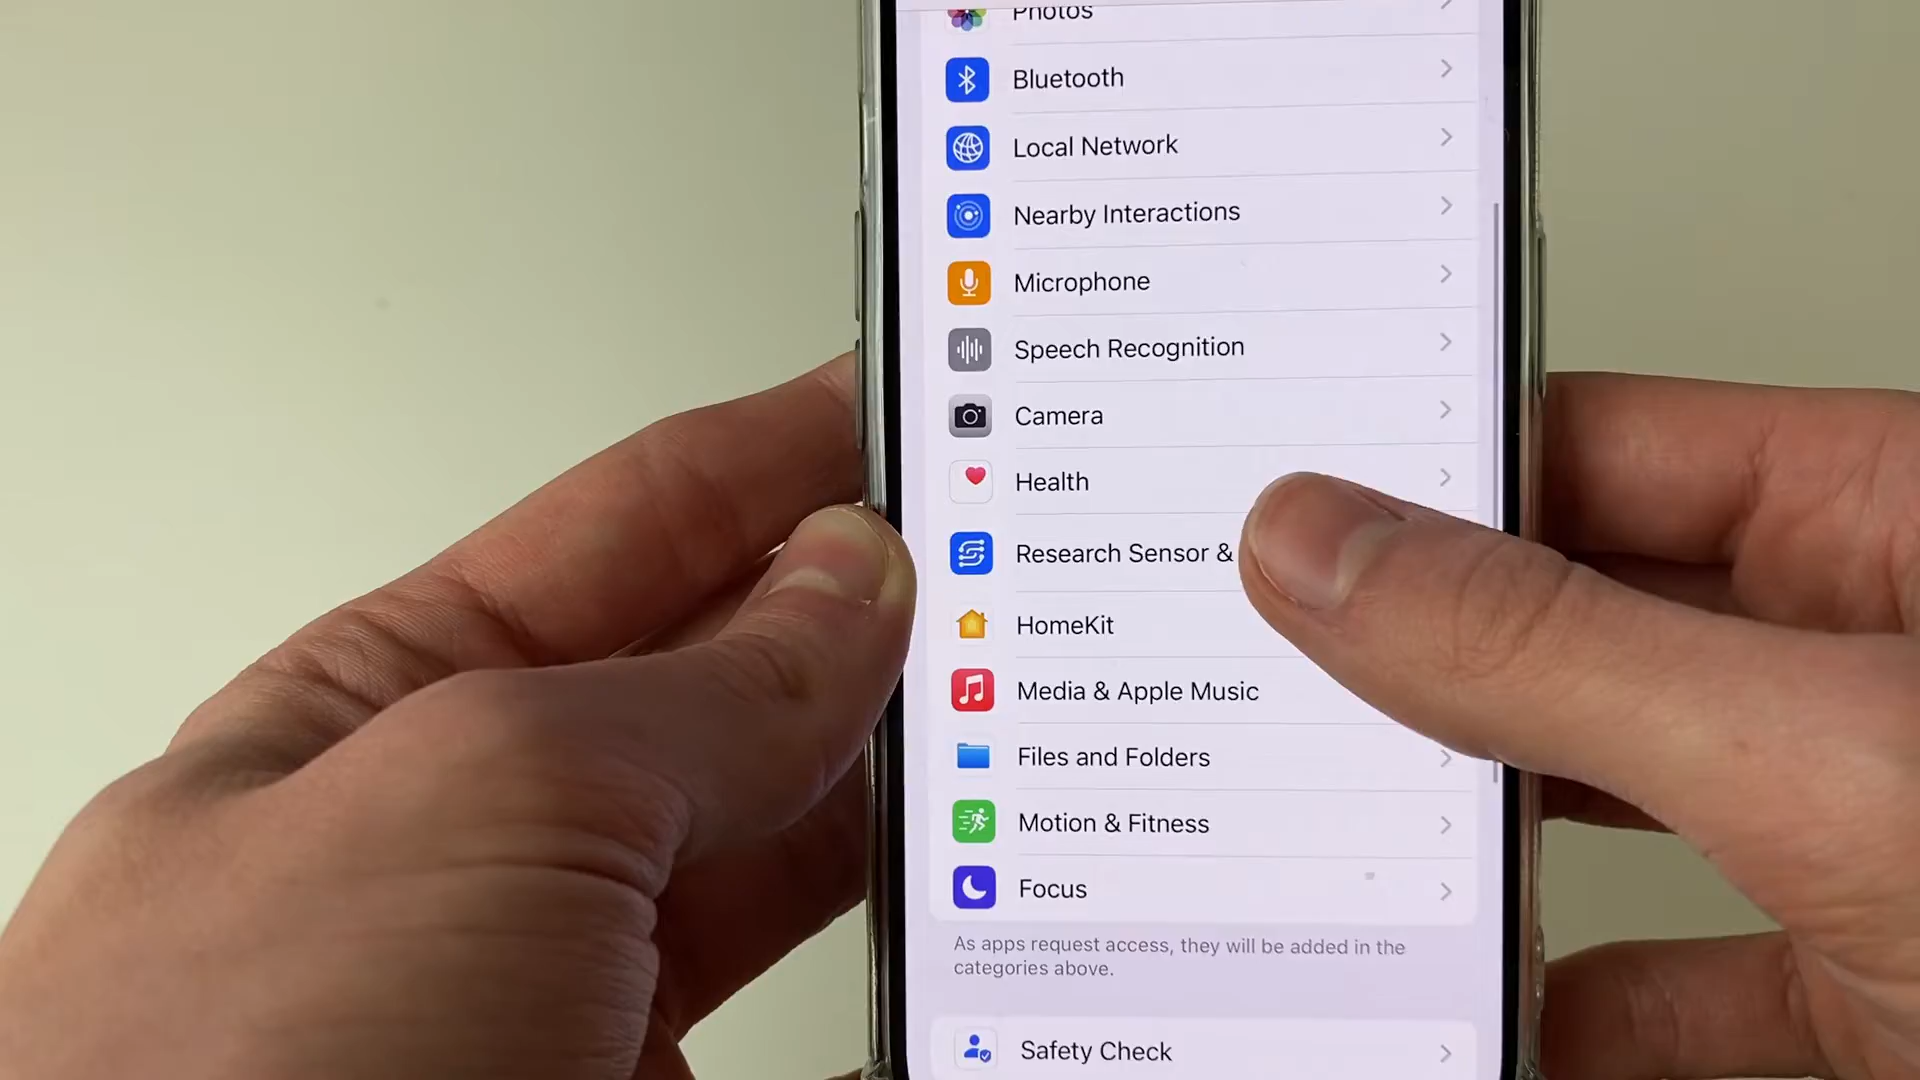 Photos
Bluetooth
Local Network
Nearby Interactions
Microphone
Speech Recognition
Camera
Health
Research Sensor &
HomeKit
Media & Apple Music
Files and Folders
Motion & Fitness
Focus
As apps request access, they will be added in the
categories above.
Safety Check